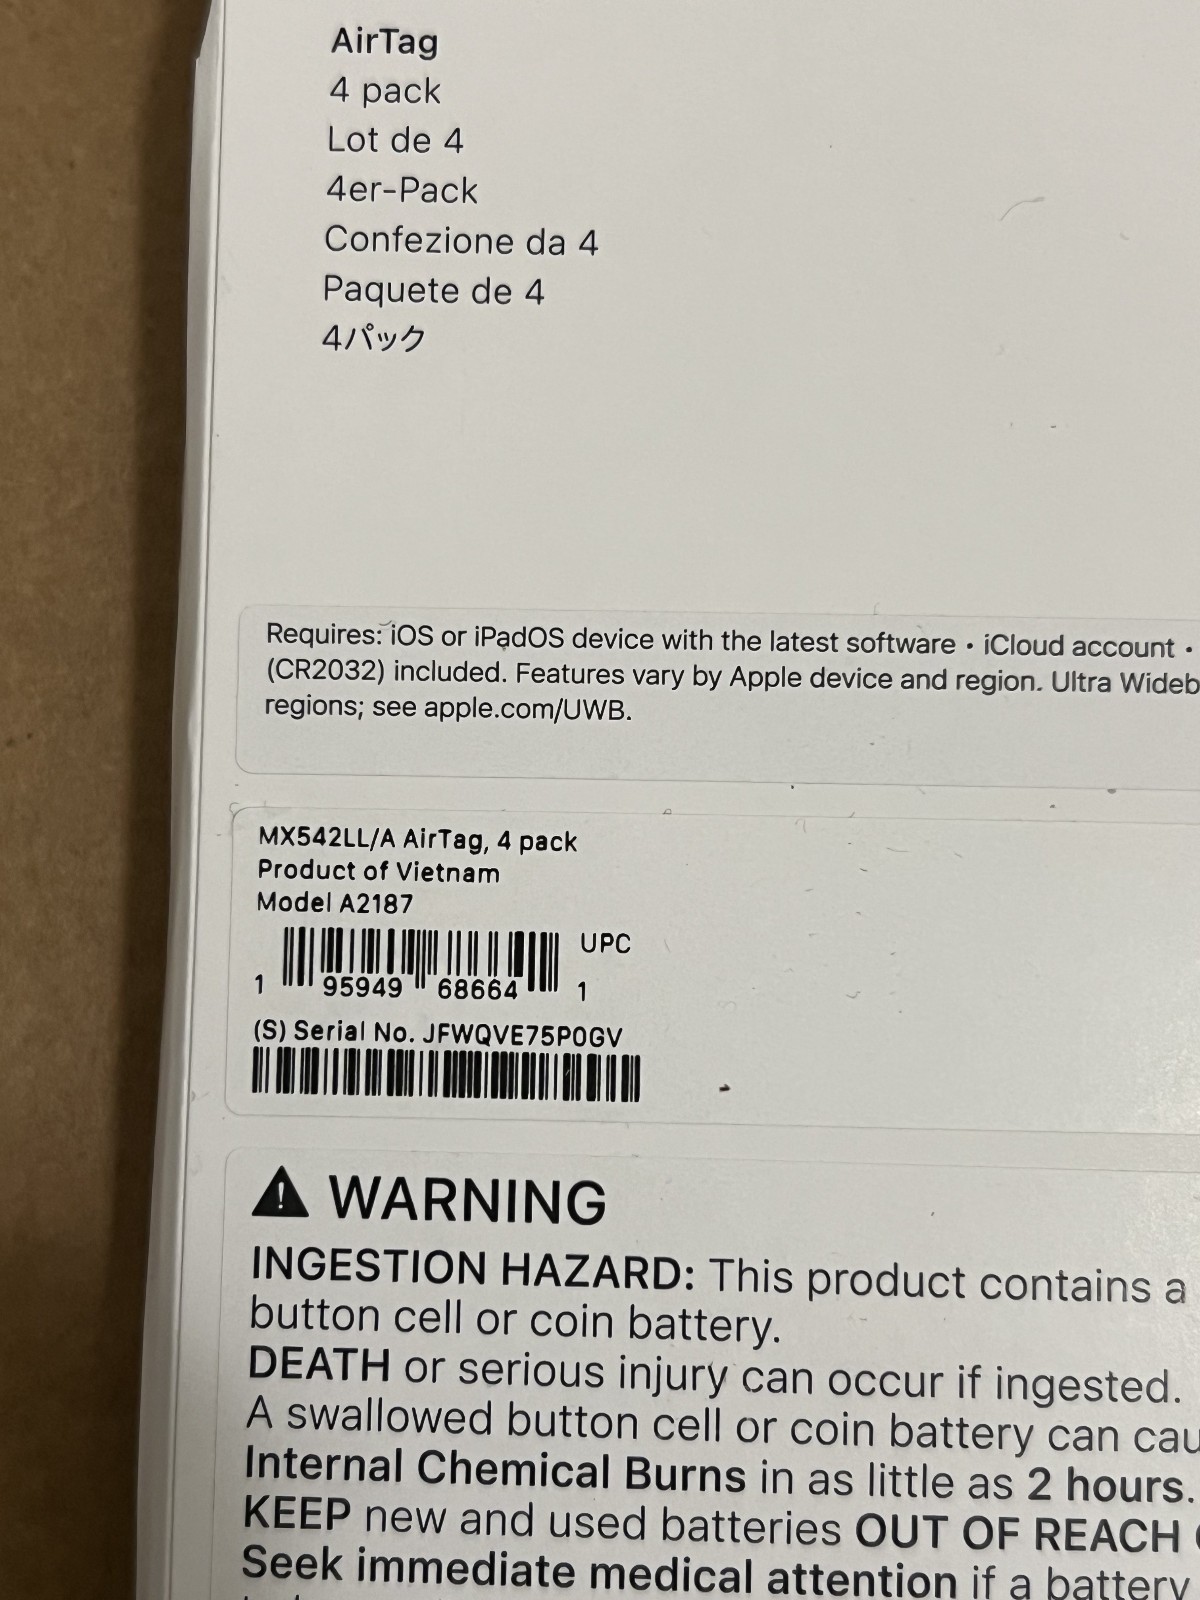 AirTag
4 pack
Lot de 4
4er-Pack
Confezione da 4
Paquete de 4
4パック
Requires: iOS or iPadOS device with the latest software • iCloud account •
(CR2032) included. Features vary by Apple device and region. Ultra Wideb
regions; see apple.com/UWB.
MX542LL/A AirTag, 4 pack
Product of Vietnam
Model A2187
UPC
1 95949 68664 1
(S) Serial No. JFWQVE75P0GV
WARNING
INGESTION HAZARD: This product contains a
button cell or coin battery.
DEATH or serious injury can occur if ingested.
A swallowed button cell or coin battery can cau
Internal Chemical Burns in as little as 2 hours.
KEEP new and used batteries OUT OF REACH
Seek immediate medical attention if a battery